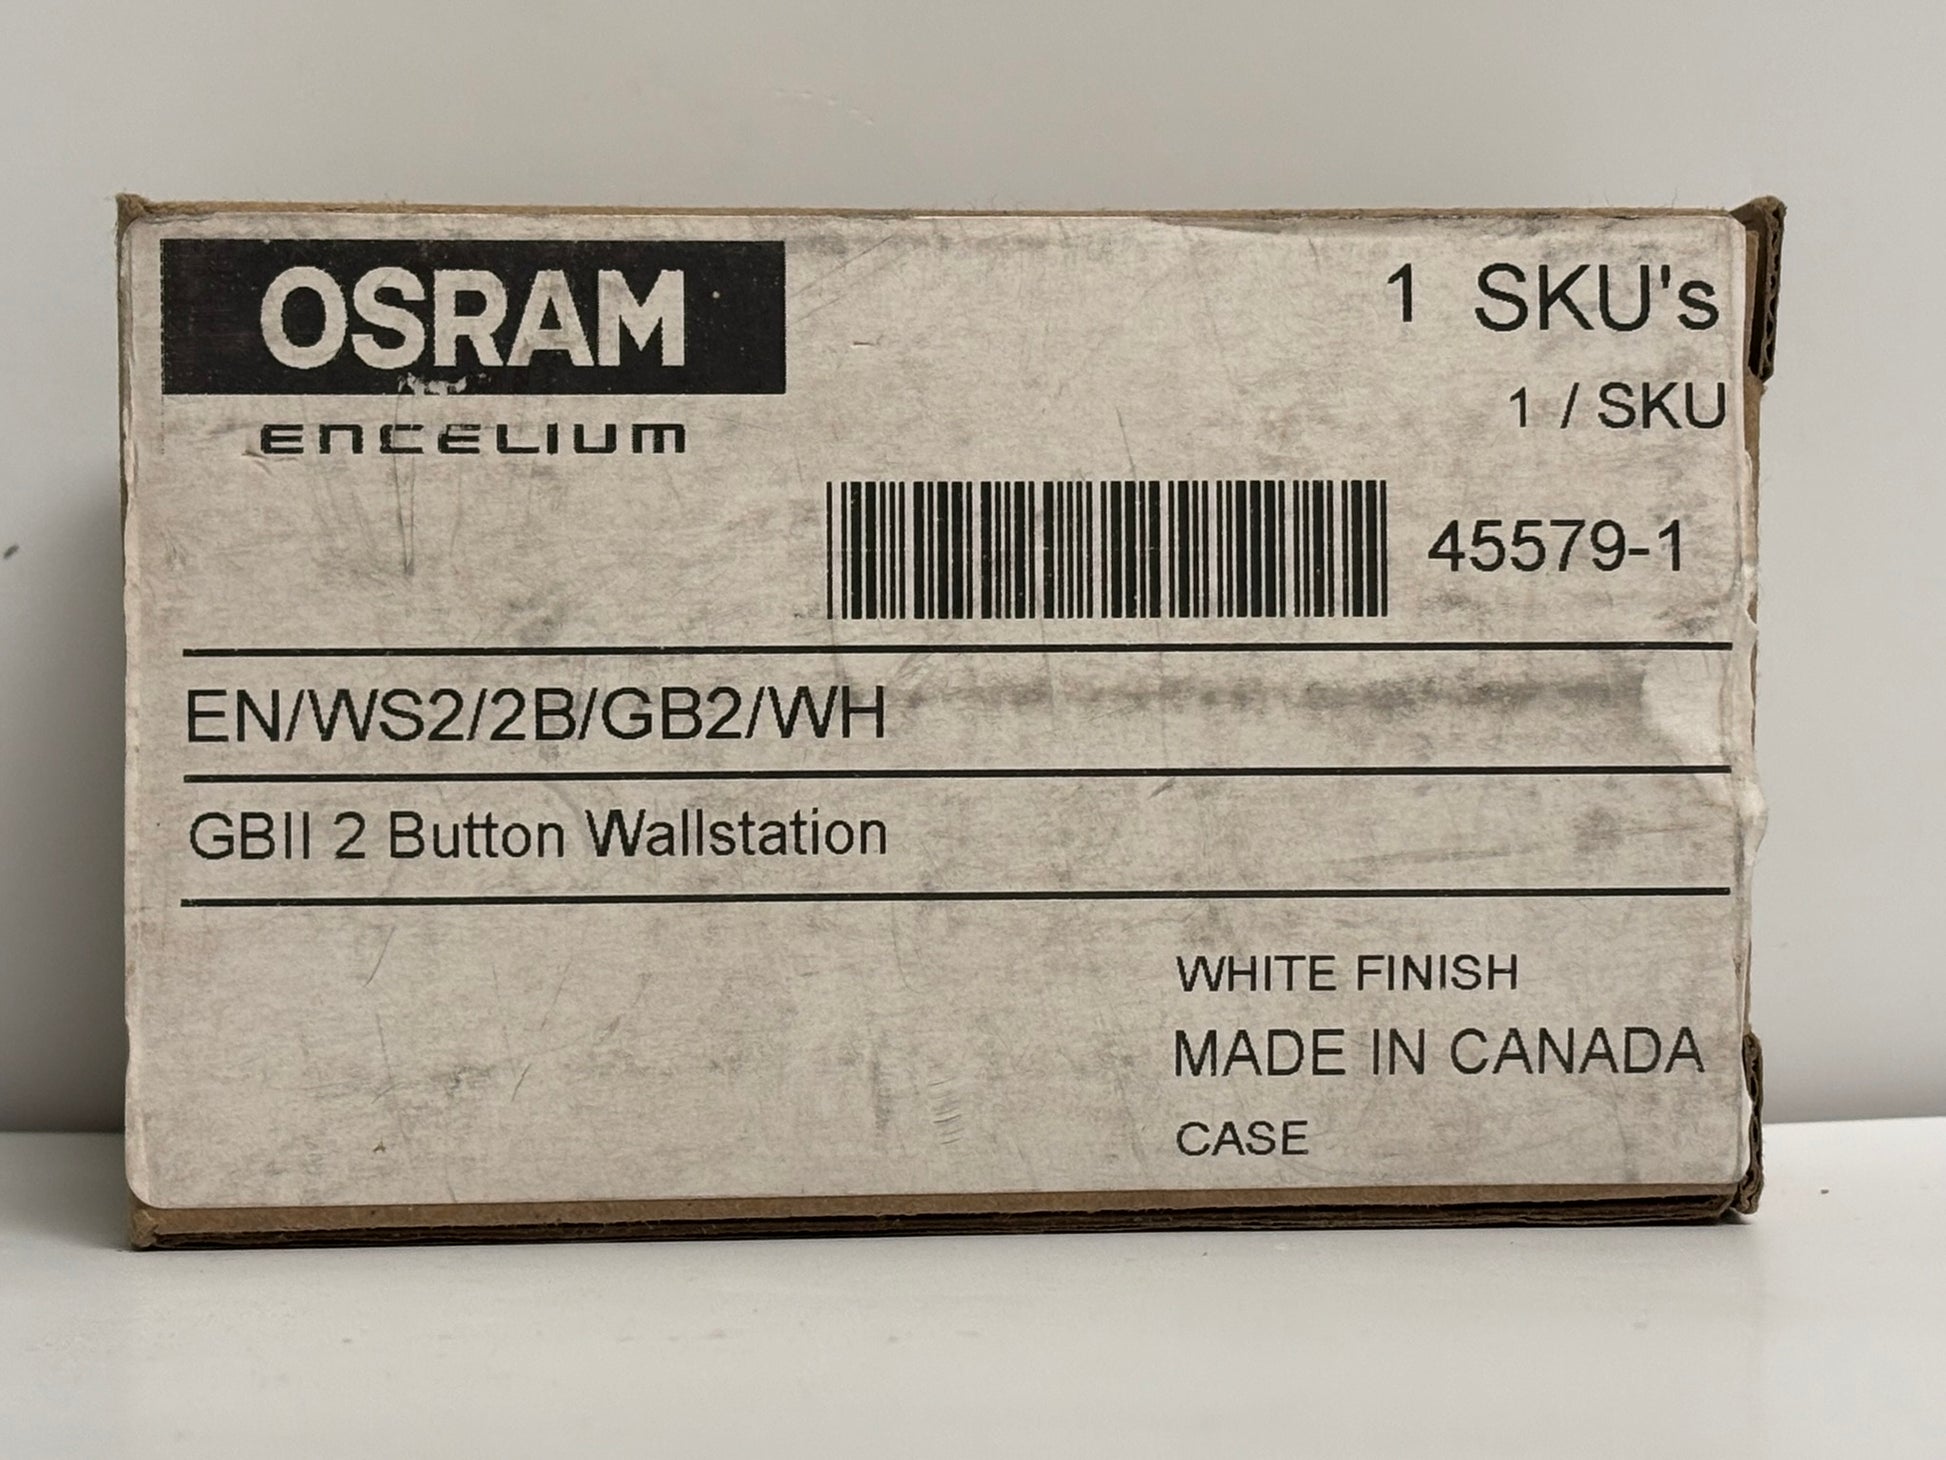 OSRAM
ENCELIUM
1 SKU's
1 / SKU
45579-1
EN/WS2/2B/GB2/WH
GBII 2 Button Wallstation
WHITE FINISH
MADE IN CANADA
CASE